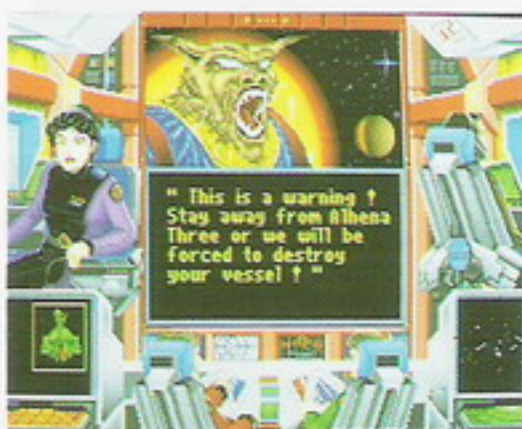 " This is a warning !
Stay away from Alhena
Three or we will be
forced to destroy
your vessel ! "